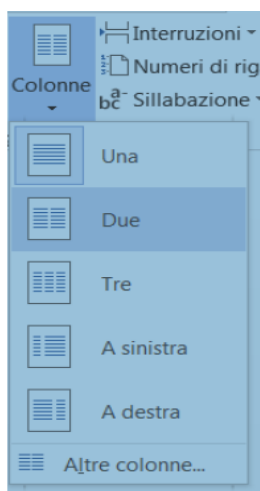 Interruzioni
Numeri di rig
Colonne
Sillabazione
Una
Due
Tre
A sinistra
A destra
Altre colonne...